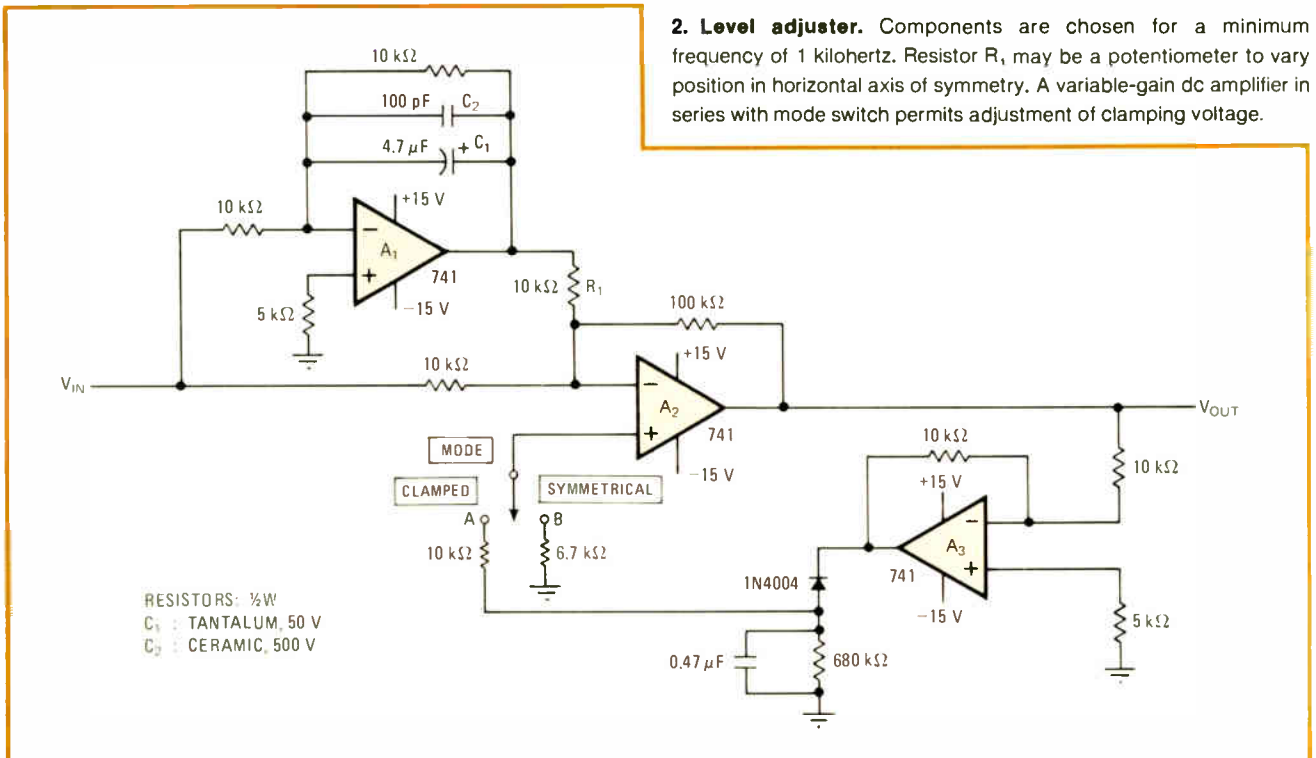 2. Level adjuster. Components are chosen for a minimum
frequency of 1 kilohertz. Resistor R₁ may be a potentiometer to vary
position in horizontal axis of symmetry. A variable-gain dc amplifier in
series with mode switch permits adjustment of clamping voltage.
10 kΩ
100 pF C₂
4.7 μF + C₁
10 kΩ
+15 V
−
A₁
+
741
−15 V
5 kΩ
10 kΩ R₁
100 kΩ
10 kΩ
V_IN
+15 V
−
A₂
+
741
−15 V
V_OUT
MODE
CLAMPED
SYMMETRICAL
A
B
10 kΩ
6.7 kΩ
10 kΩ
10 kΩ
+15 V
−
A₃
+
741
−15 V
1N4004
5 kΩ
0.47 μF
680 kΩ
RESISTORS: ½W
C₁ : TANTALUM, 50 V
C₂ : CERAMIC, 500 V